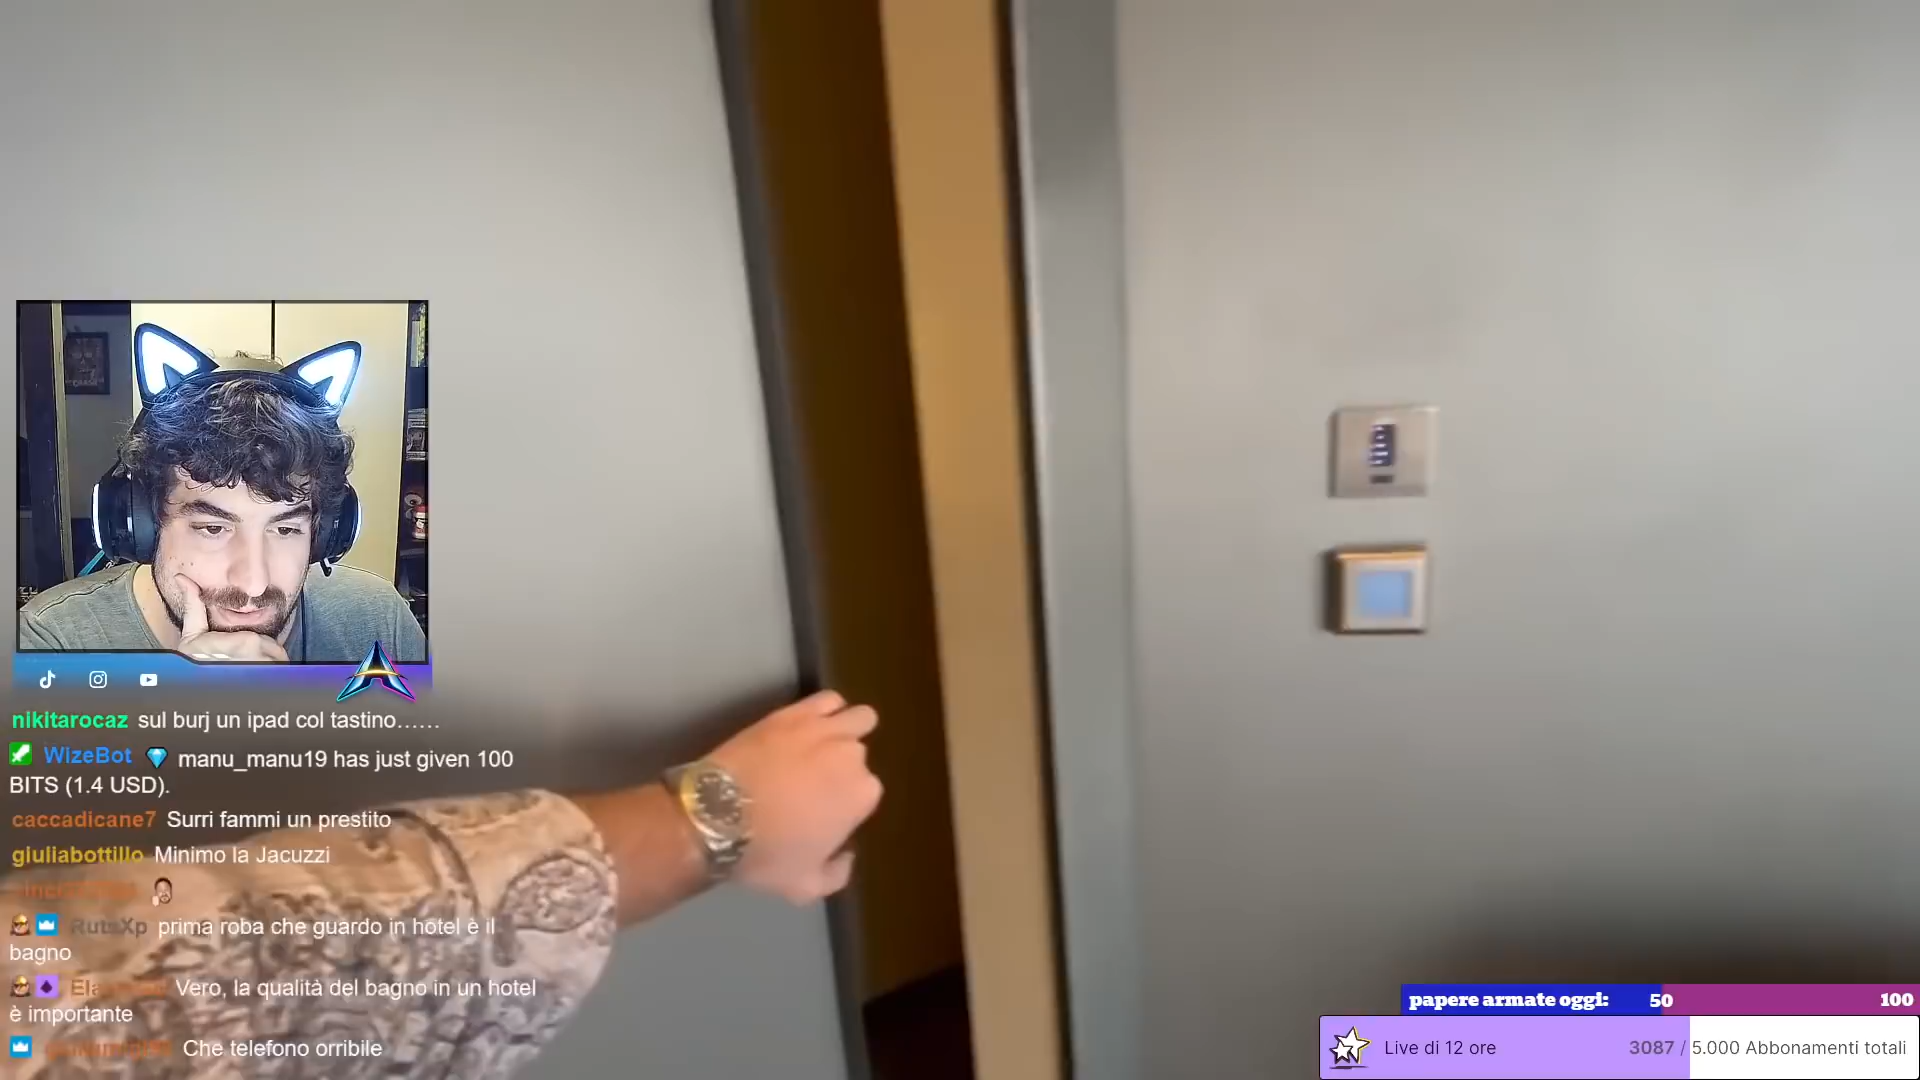 nikitarocaz sul burj un ipad col tastino......
WizeBot manu_manu19 has just given 100
BITS (1.4 USD).
caccadicane7 Surri fammi un prestito
giuliabottillo Minimo la Jacuzzi
RutsXp prima roba che guardo in hotel è il
bagno
Vero, la qualità del bagno in un hotel
è importante
Che telefono orribile
papere armate oggi: 50 100
Live di 12 ore 3087 / 5.000 Abbonamenti totali